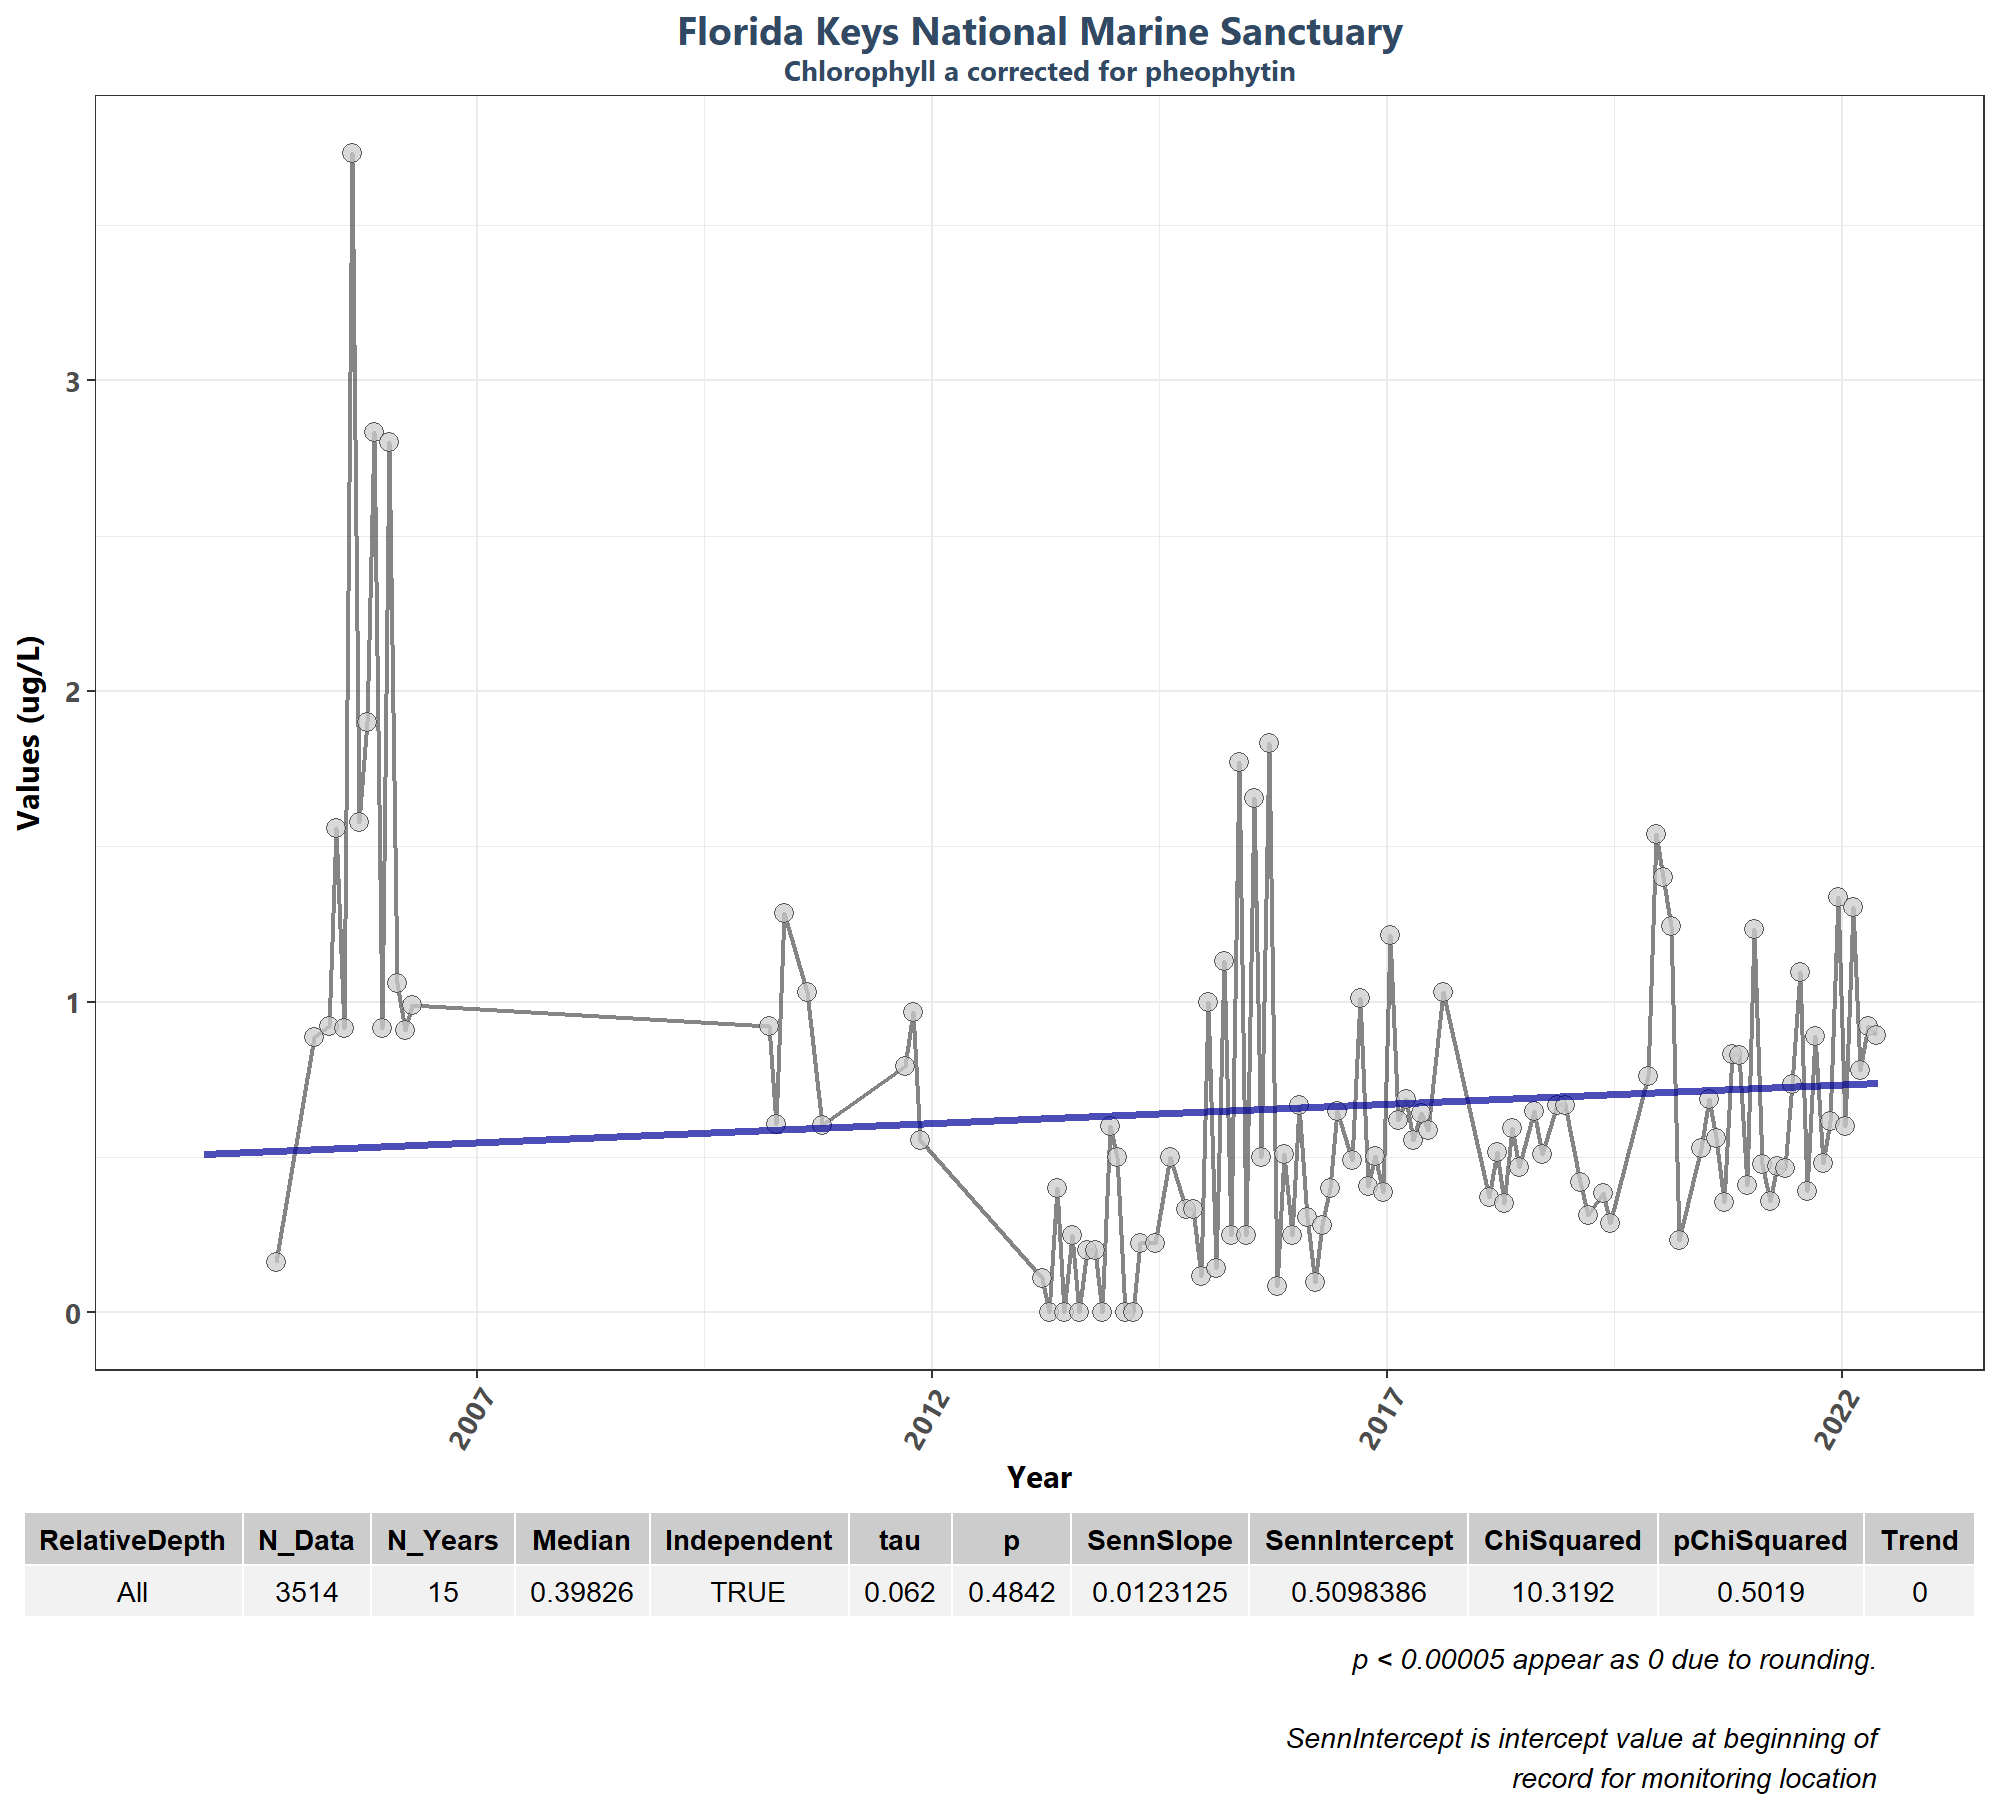 Florida Keys National Marine Sanctuary
Chlorophyll a corrected for pheophytin
Values (ug/L)
3
2
1
0
2007 2012 2017 2022
Year
RelativeDepth N_Data N_Years Median Independent tau p SennSlope SennIntercept ChiSquared pChiSquared Trend
All 3514 15 0.39826 TRUE 0.062 0.4842 0.0123125 0.5098386 10.3192 0.5019 0
p < 0.00005 appear as 0 due to rounding.
SennIntercept is intercept value at beginning of
record for monitoring location